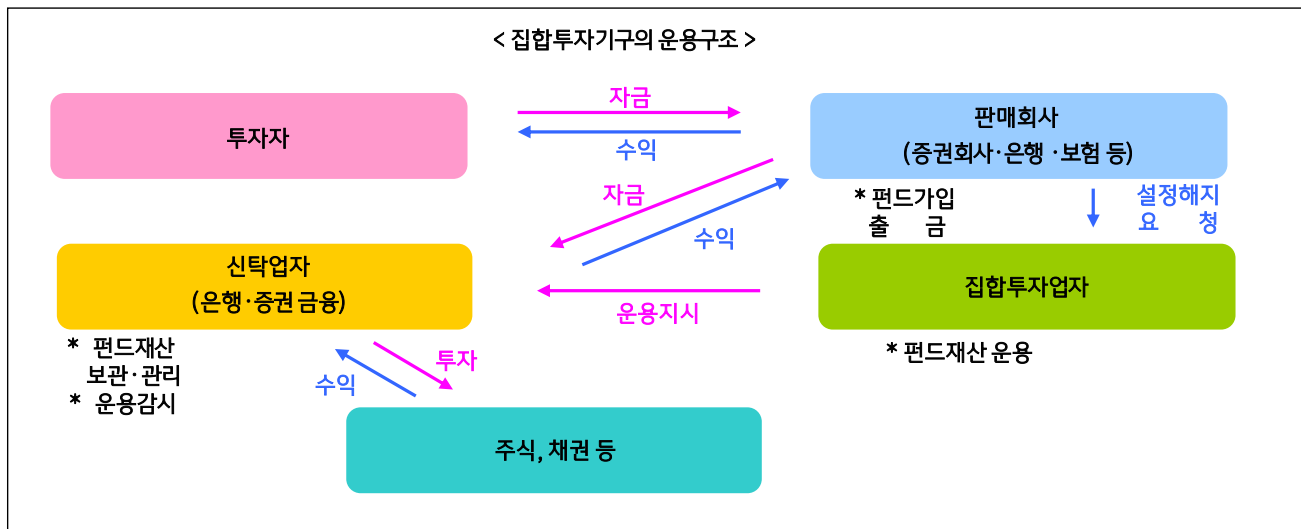 < 집합투자기구의 운용구조 >
자금
투자자
수익
판매회사
(증권회사·은행 ·보험 등)
자금
수익
* 펀드가입
출 금
설정해지
요 청
신탁업자
(은행·증권 금융)
운용지시
집합투자업자
* 펀드재산
보관·관리
* 운용감시
투자
수익
* 펀드재산 운용
주식, 채권 등